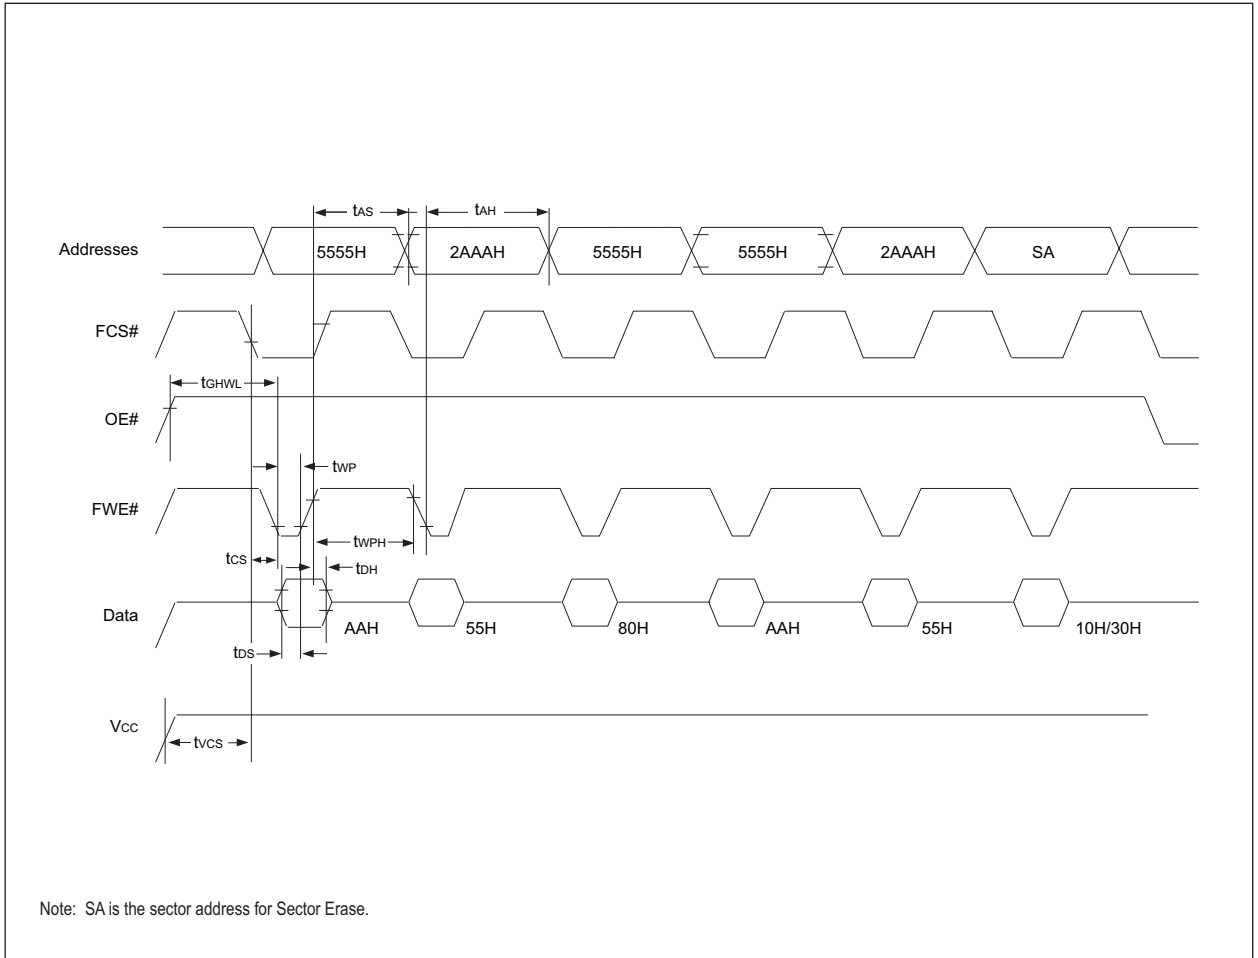 tAS tAH
Addresses 5555H 2AAAH 5555H 5555H 2AAAH SA
FCS#
tGHWL
OE#
tWP
FWE#
tWPH
tCS
tDH
Data
AAH 55H 80H AAH 55H 10H/30H
tDS
VCC
tVCS
Note: SA is the sector address for Sector Erase.